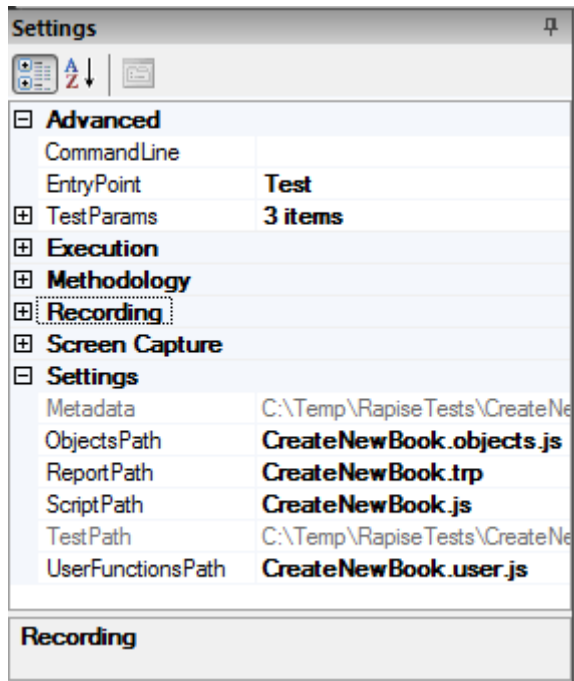 Settings
Advanced
CommandLine
EntryPoint Test
TestParams 3 items
Execution
Methodology
Recording
Screen Capture
Settings
Metadata C:\Temp\RapiseTests\CreateNe
ObjectsPath CreateNewBook.objects.js
ReportPath CreateNewBook.trp
ScriptPath CreateNewBook.js
TestPath C:\Temp\RapiseTests\CreateNe
UserFunctionsPath CreateNewBook.user.js
Recording